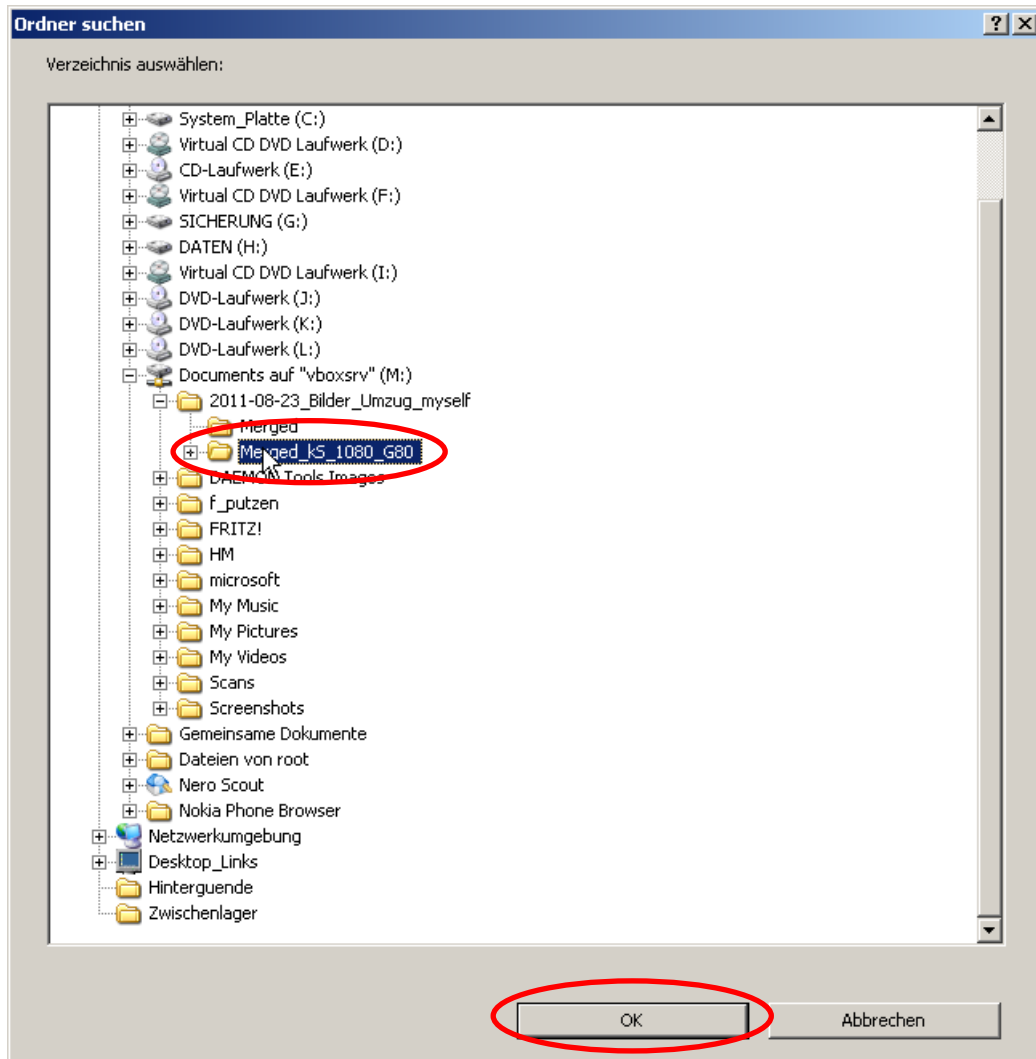 Ordner suchen
Verzeichnis auswählen:
System_Platte (C:)
Virtual CD DVD Laufwerk (D:)
CD-Laufwerk (E:)
Virtual CD DVD Laufwerk (F:)
SICHERUNG (G:)
DATEN (H:)
Virtual CD DVD Laufwerk (I:)
DVD-Laufwerk (J:)
DVD-Laufwerk (K:)
DVD-Laufwerk (L:)
Documents auf "vboxsrv" (M:)
2011-08-23_Bilder_Umzug_myself
Merged
Merged_k5_1080_G80
DAEMON Tools Images
f_putzen
FRITZ!
HM
microsoft
My Music
My Pictures
My Videos
Scans
Screenshots
Gemeinsame Dokumente
Dateien von root
Nero Scout
Nokia Phone Browser
Netzwerkumgebung
Desktop_Links
Hinterguende
Zwischenlager
OK Abbrechen